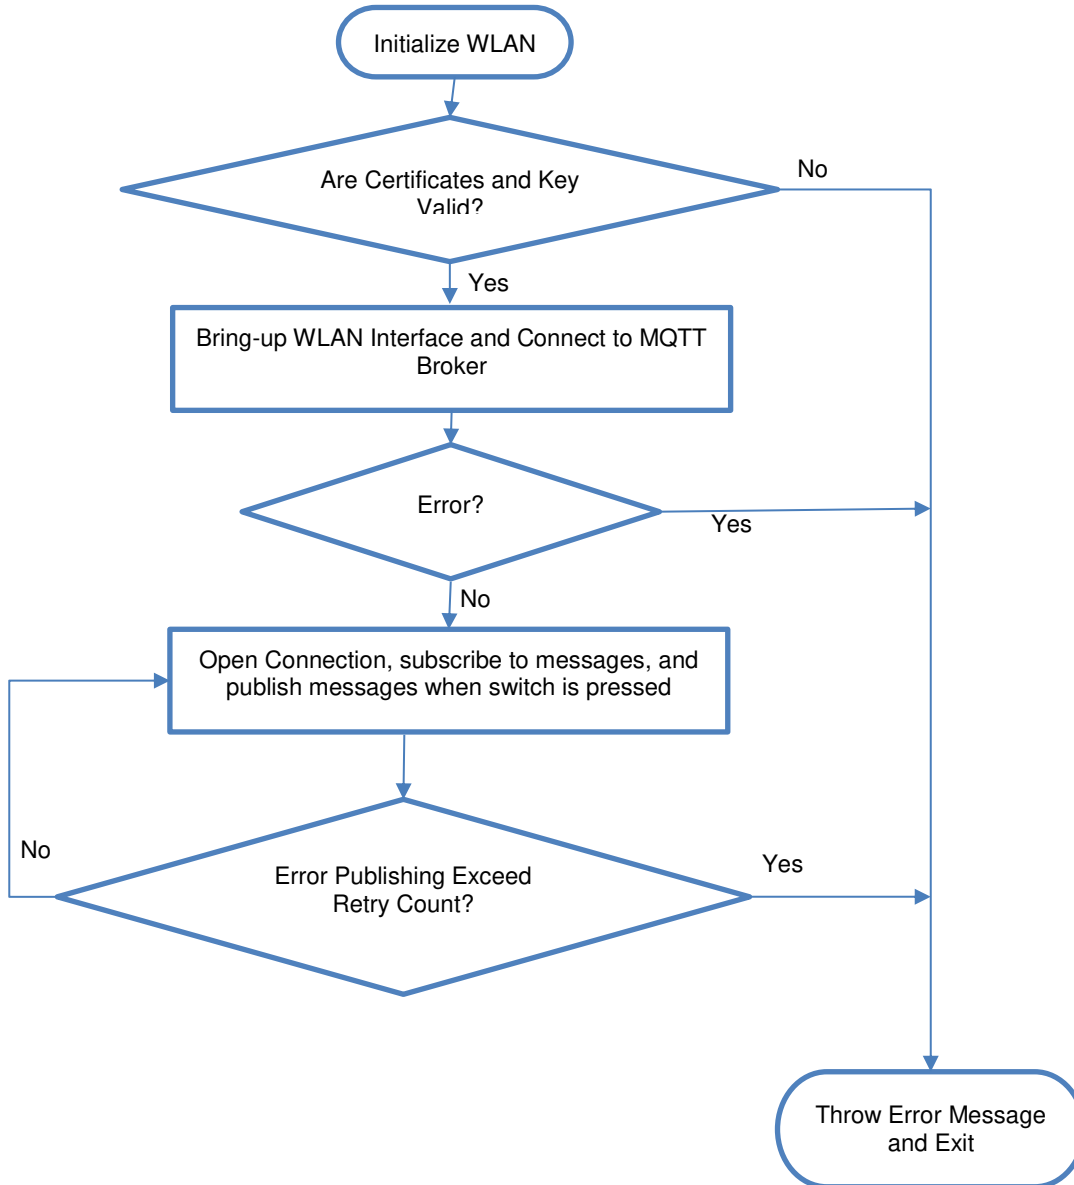 Initialize WLAN
No
Are Certificates and Key
Valid?
Yes
Bring-up WLAN Interface and Connect to MQTT
Broker
Error?
Yes
No
Open Connection, subscribe to messages, and
publish messages when switch is pressed
No
Yes
Error Publishing Exceed
Retry Count?
Throw Error Message
and Exit